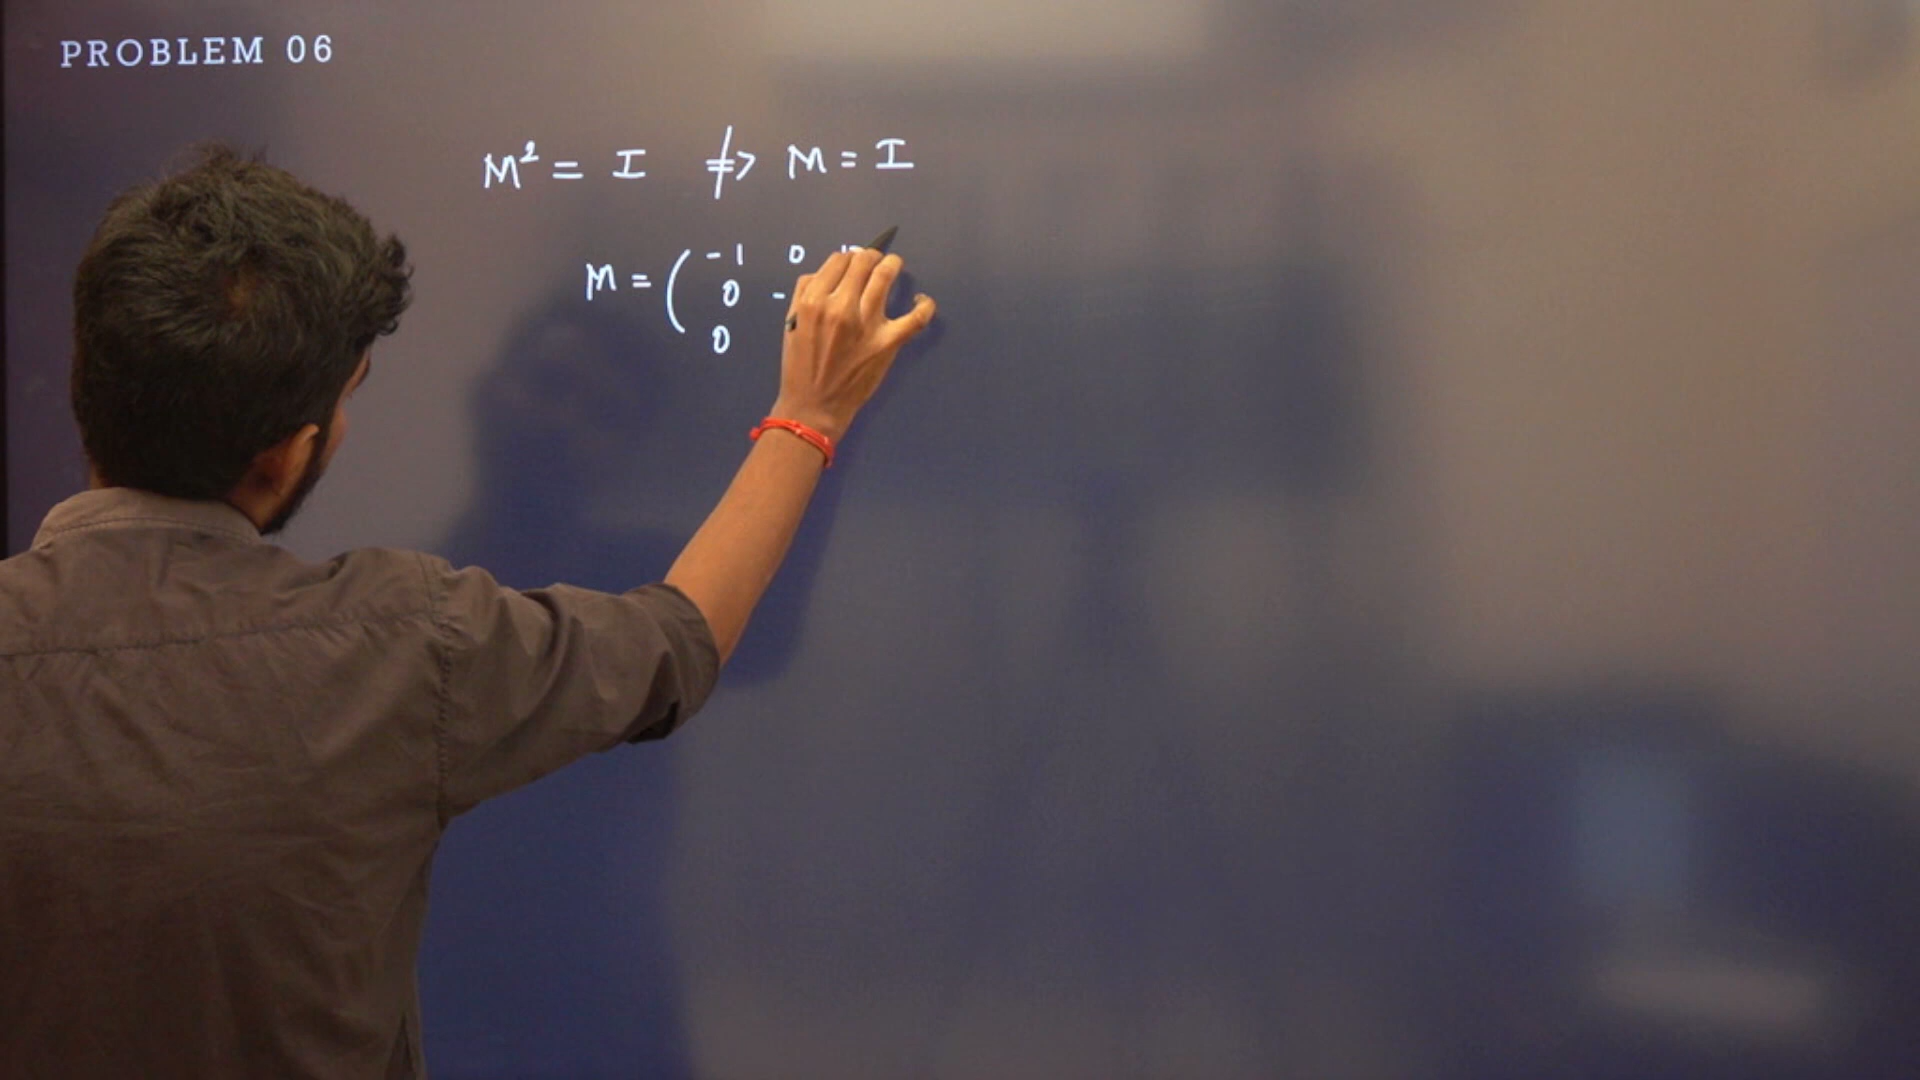 PROBLEM 06
M² = I ⇏ M = I
M = ( -1 0
0 -
0